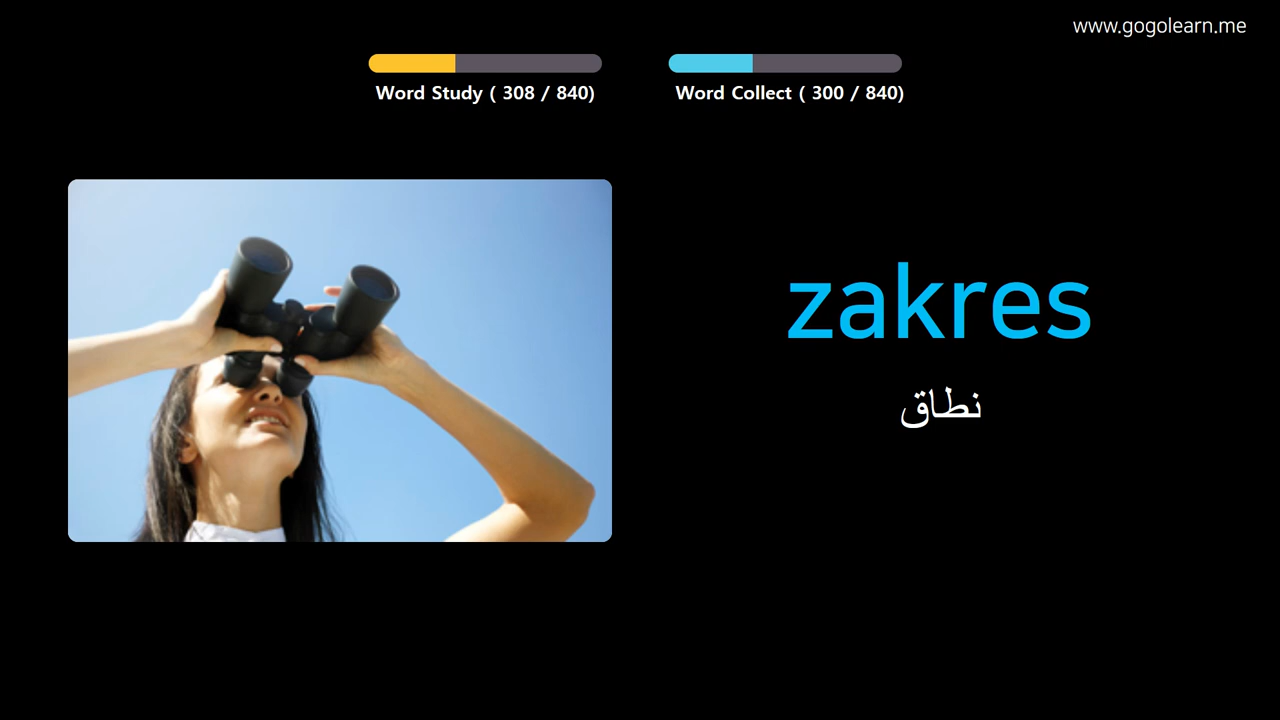 www.gogolearn.me
Word Study ( 308 / 840)
Word Collect ( 300 / 840)
zakres
نطاق